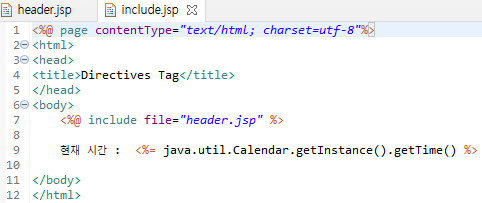 header.jsp include.jsp
1 <%@ page contentType="text/html; charset=utf-8"%>
2 <html>
3 <head>
4 <title>Directives Tag</title>
5 </head>
6 <body>
7 <%@ include file="header.jsp" %>
8
9 현재 시간 : <%= java.util.Calendar.getInstance().getTime() %>
10
11 </body>
12 </html>